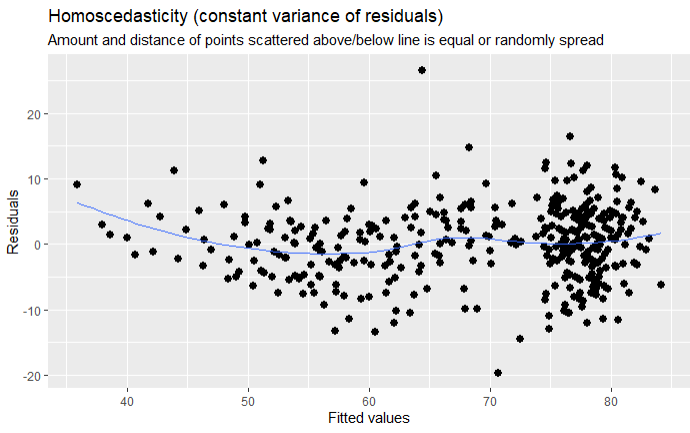 Homoscedasticity (constant variance of residuals)
Amount and distance of points scattered above/below line is equal or randomly spread
20
10
0
-10
-20
Residuals
40 50 60 70 80
Fitted values